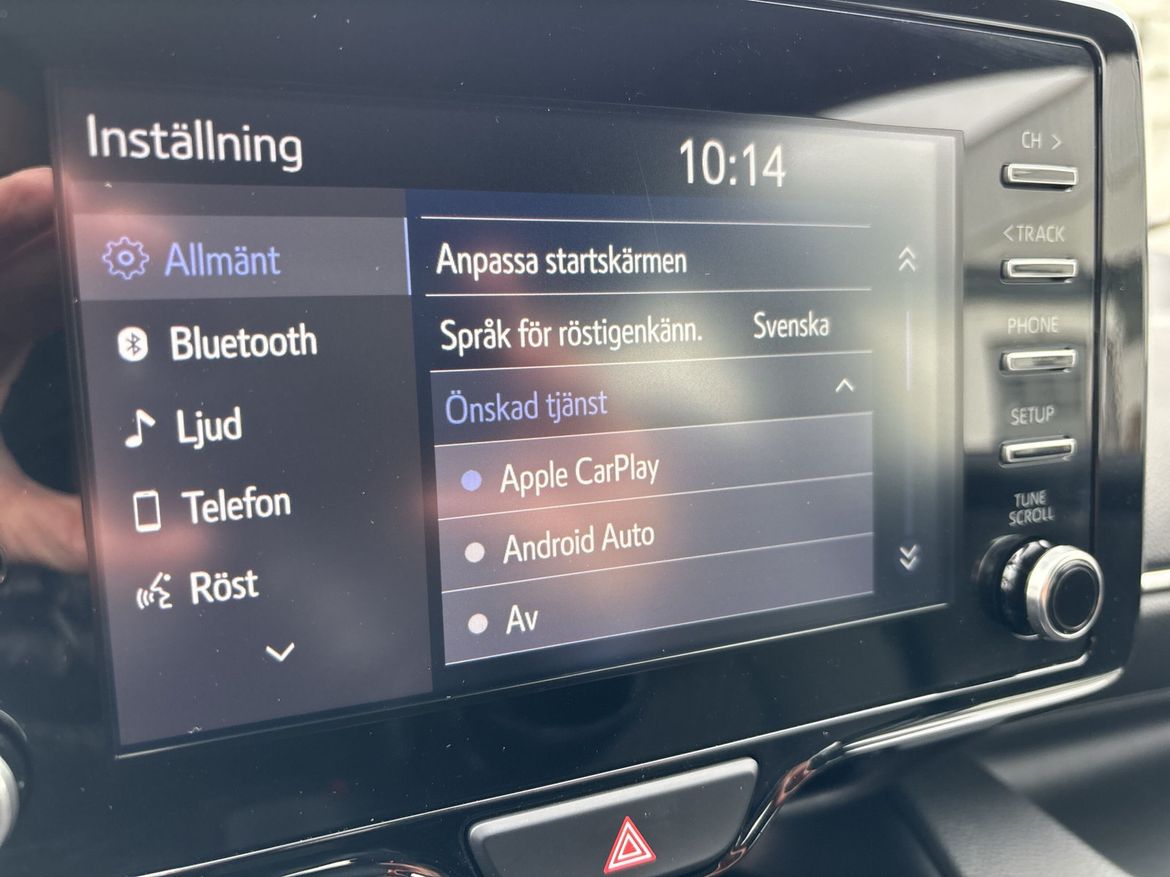 Inställning
10:14
Allmänt
Bluetooth
Ljud
Telefon
Röst
Anpassa startskärmen
Språk för röstigenkänn. Svenska
Önskad tjänst
Apple CarPlay
Android Auto
Av
CH >
< TRACK
PHONE
SETUP
TUNE
SCROLL